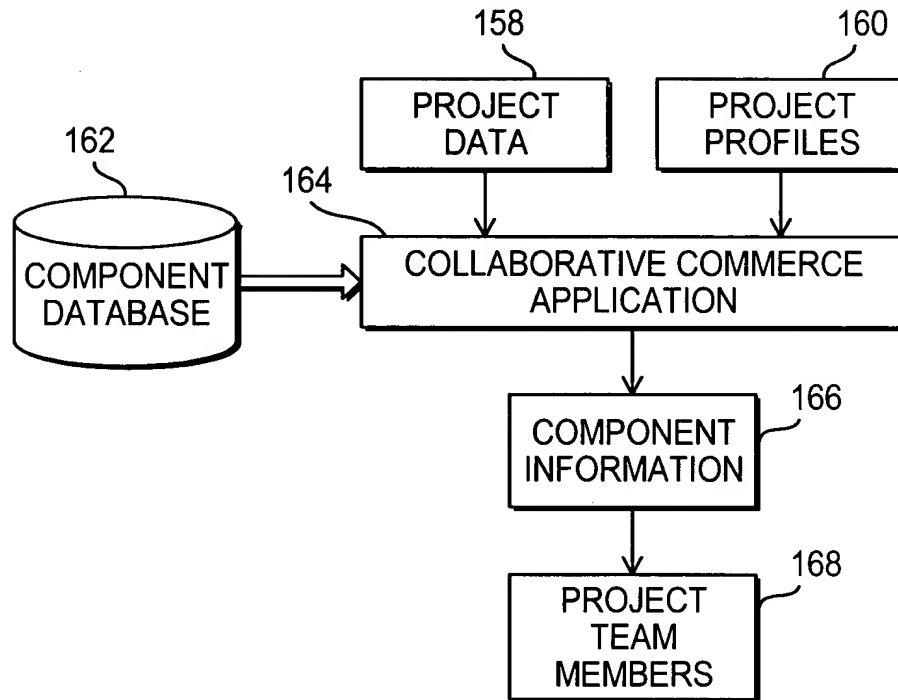 158
160
PROJECT
DATA
PROJECT
PROFILES
162
164
COMPONENT
DATABASE
COLLABORATIVE COMMERCE
APPLICATION
166
COMPONENT
INFORMATION
168
PROJECT
TEAM
MEMBERS